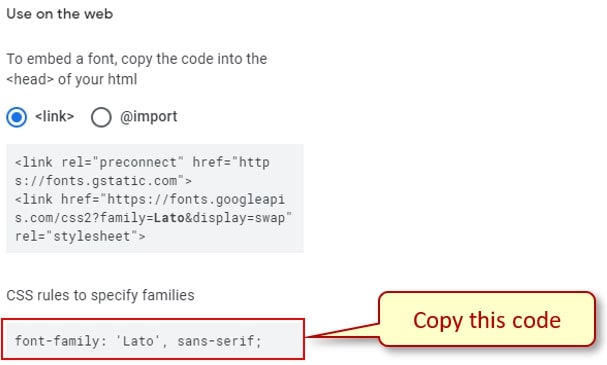 Use on the web
To embed a font, copy the code into the
<head> of your html
<link> @import
<link rel="preconnect" href="http
s://fonts.gstatic.com">
<link href="https://fonts.googleapi
s.com/css2?family=Lato&display=swap"
rel="stylesheet">
CSS rules to specify families
font-family: 'Lato', sans-serif;
Copy this code